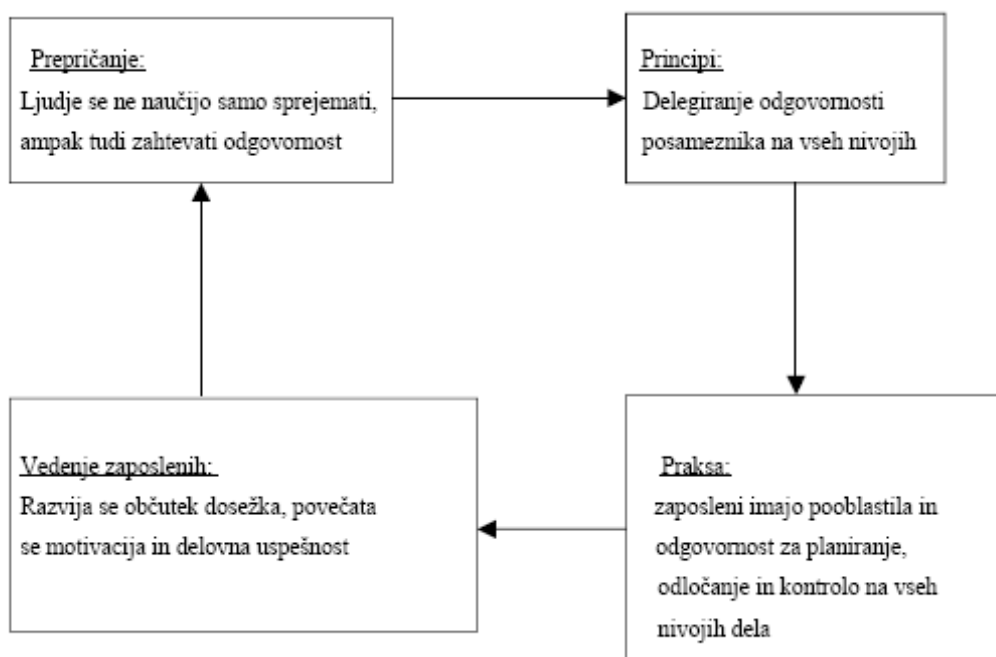 Prepričanje:
Ljudje se ne naučijo samo sprejemati,
ampak tudi zahtevati odgovornost
Principi:
Delegiranje odgovornosti
posameznika na vseh nivojih
Vedenje zaposlenih:
Razvija se občutek dosežka, povečata
se motivacija in delovna uspešnost
Praksa:
zaposleni imajo pooblastila in
odgovornost za planiranje,
odločanje in kontrolo na vseh
nivojih dela